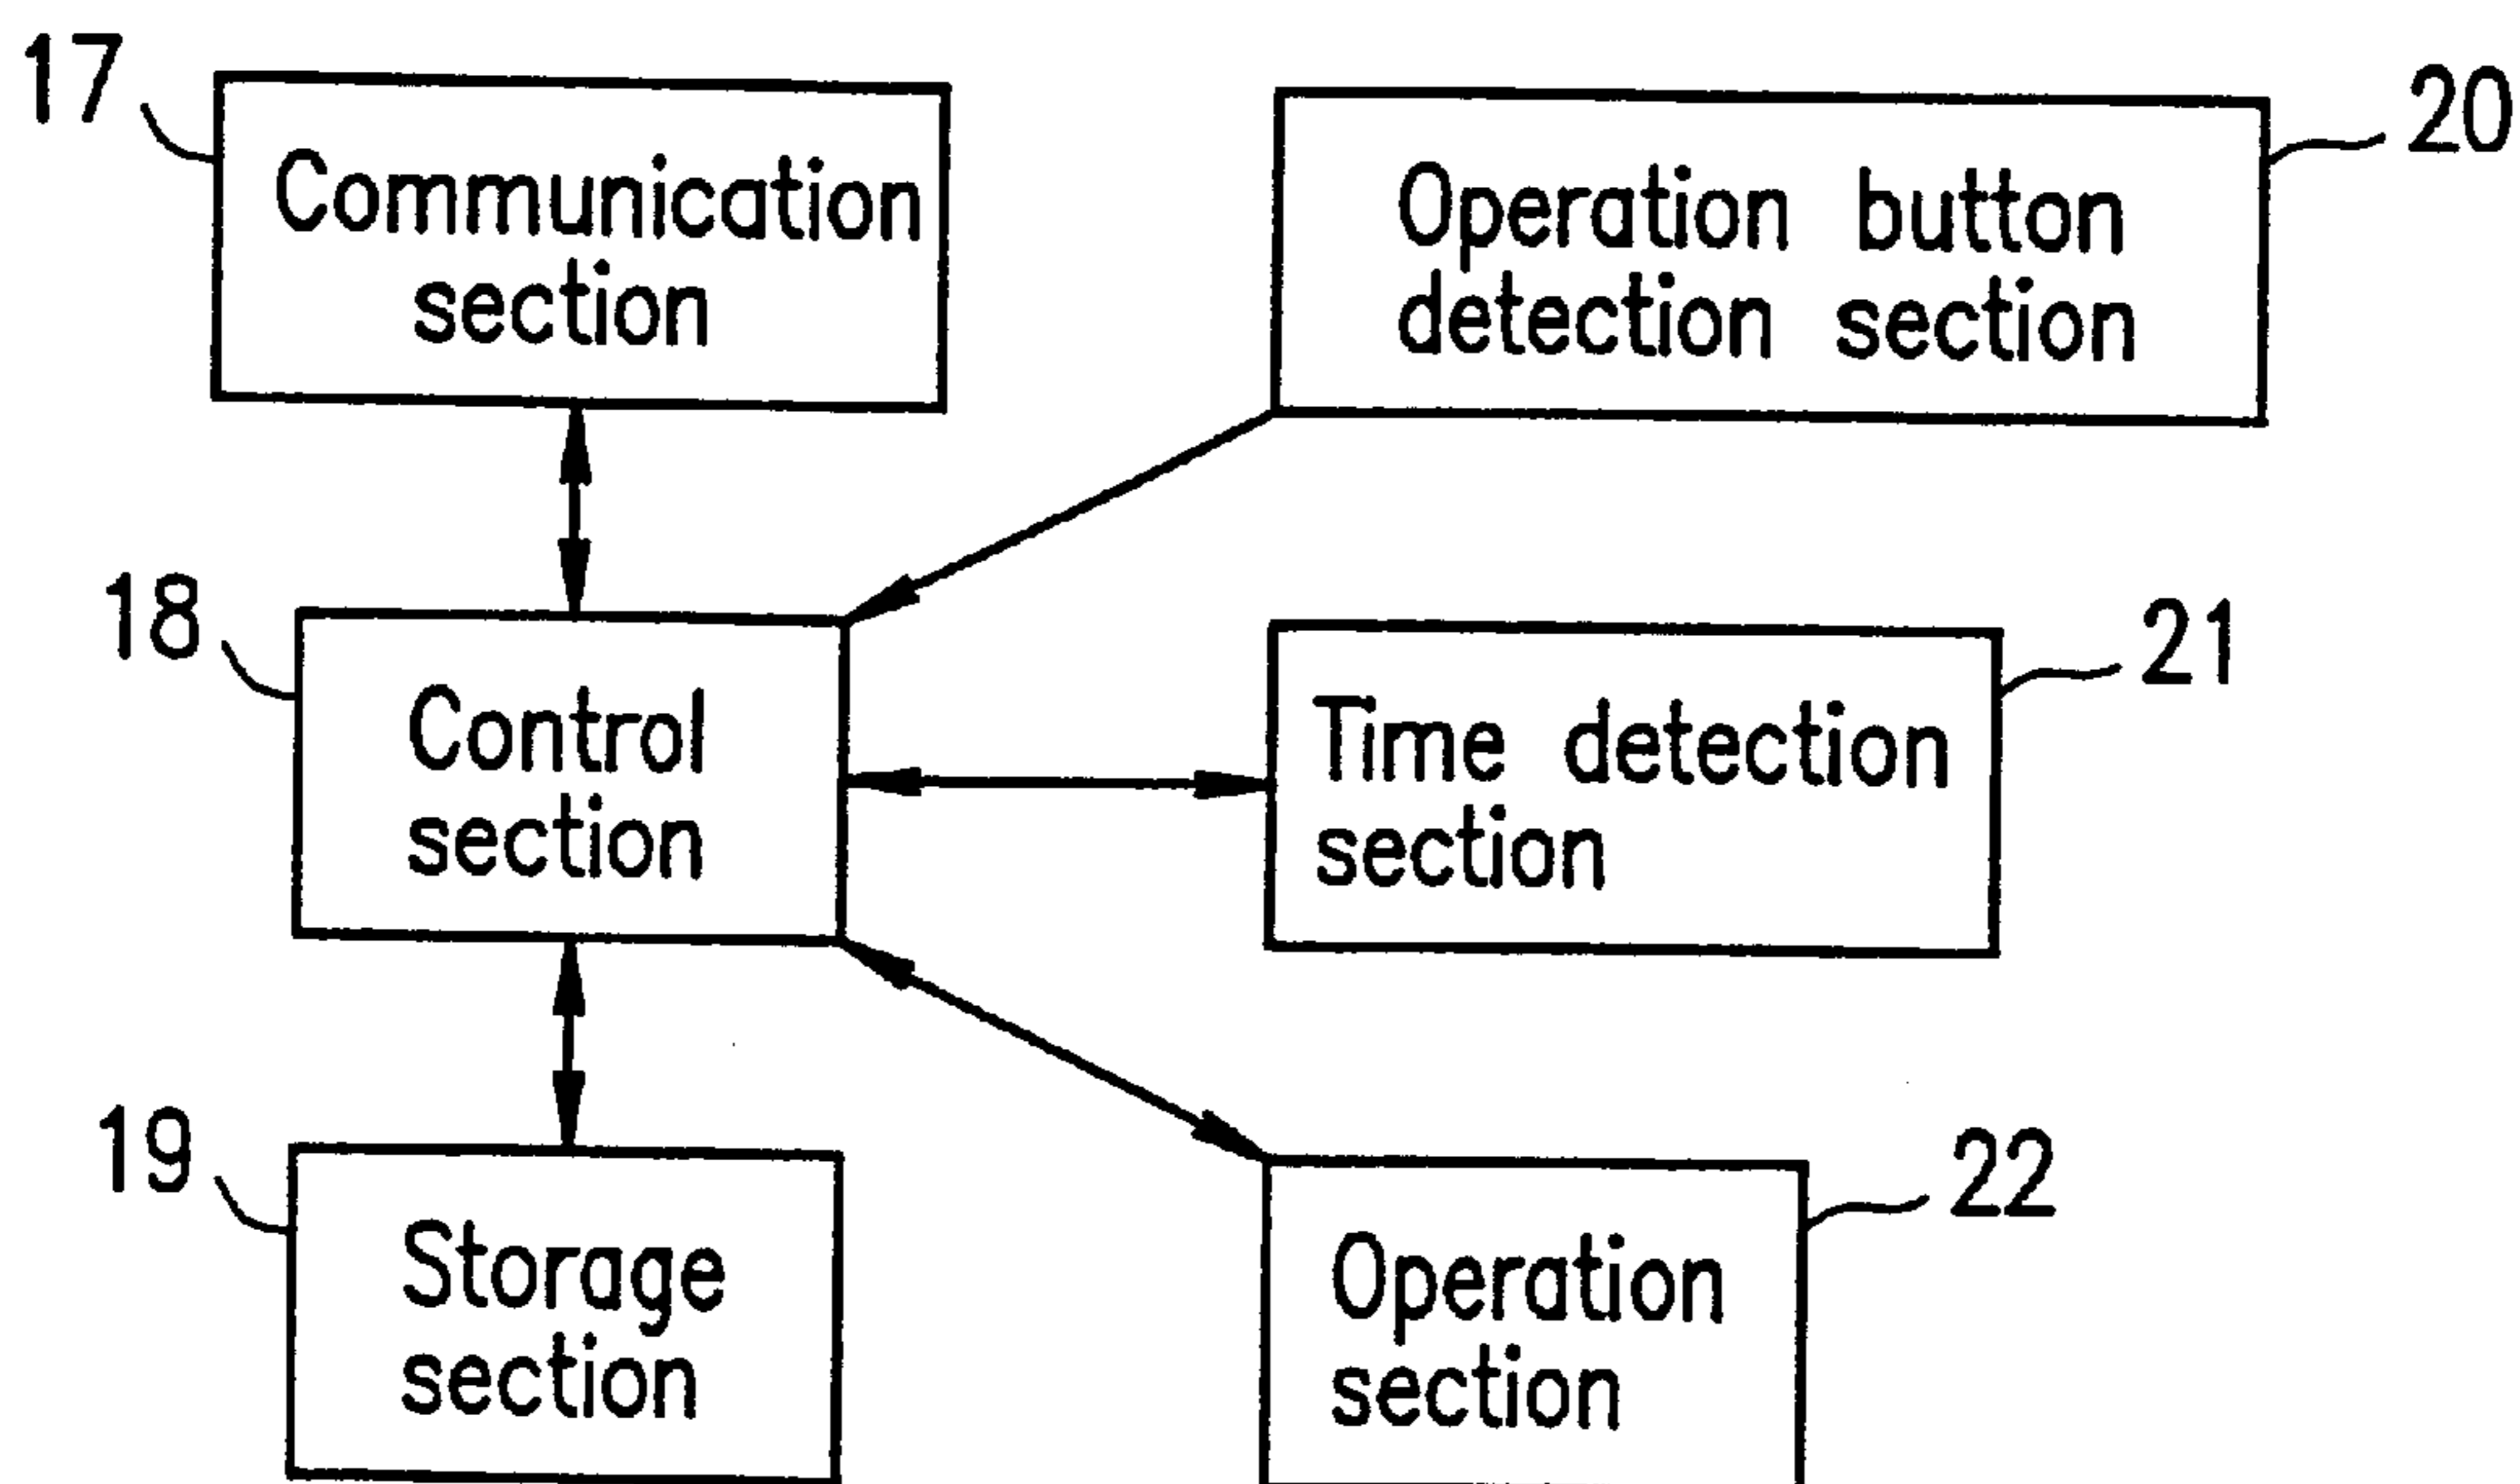 17
Communication
section
20
Operation button
detection section
18
Control
section
21
Time detection
section
19
Storage
section
22
Operation
section